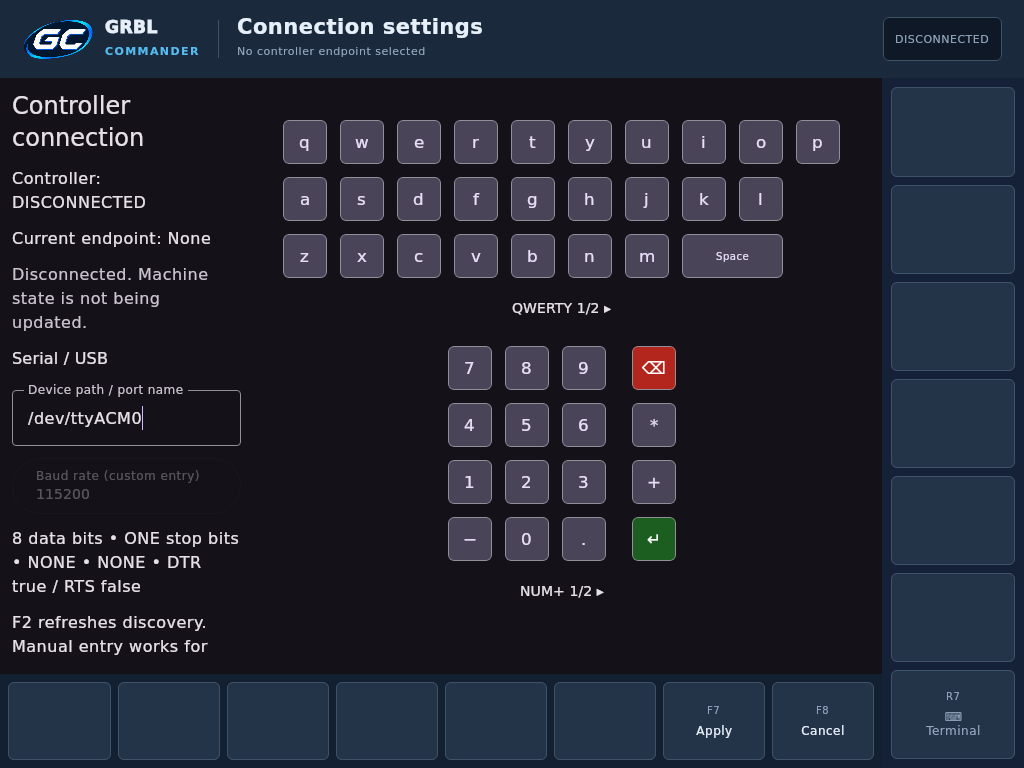 GC
GRBL
COMMANDER
Connection settings
No controller endpoint selected
DISCONNECTED
Controller
connection
Controller:
DISCONNECTED
Current endpoint: None
Disconnected. Machine
state is not being
updated.
Serial / USB
Device path / port name
/dev/ttyACM0
Baud rate (custom entry)
115200
8 data bits • ONE stop bits
• NONE • NONE • DTR
true / RTS false
F2 refreshes discovery.
Manual entry works for
q w e r t y u i o p
a s d f g h j k l
z x c v b n m Space
QWERTY 1/2 ▸
7 8 9 ⌫
4 5 6 *
1 2 3 +
− 0 . ↵
NUM+ 1/2 ▸
F7
Apply
F8
Cancel
R7
⌨
Terminal